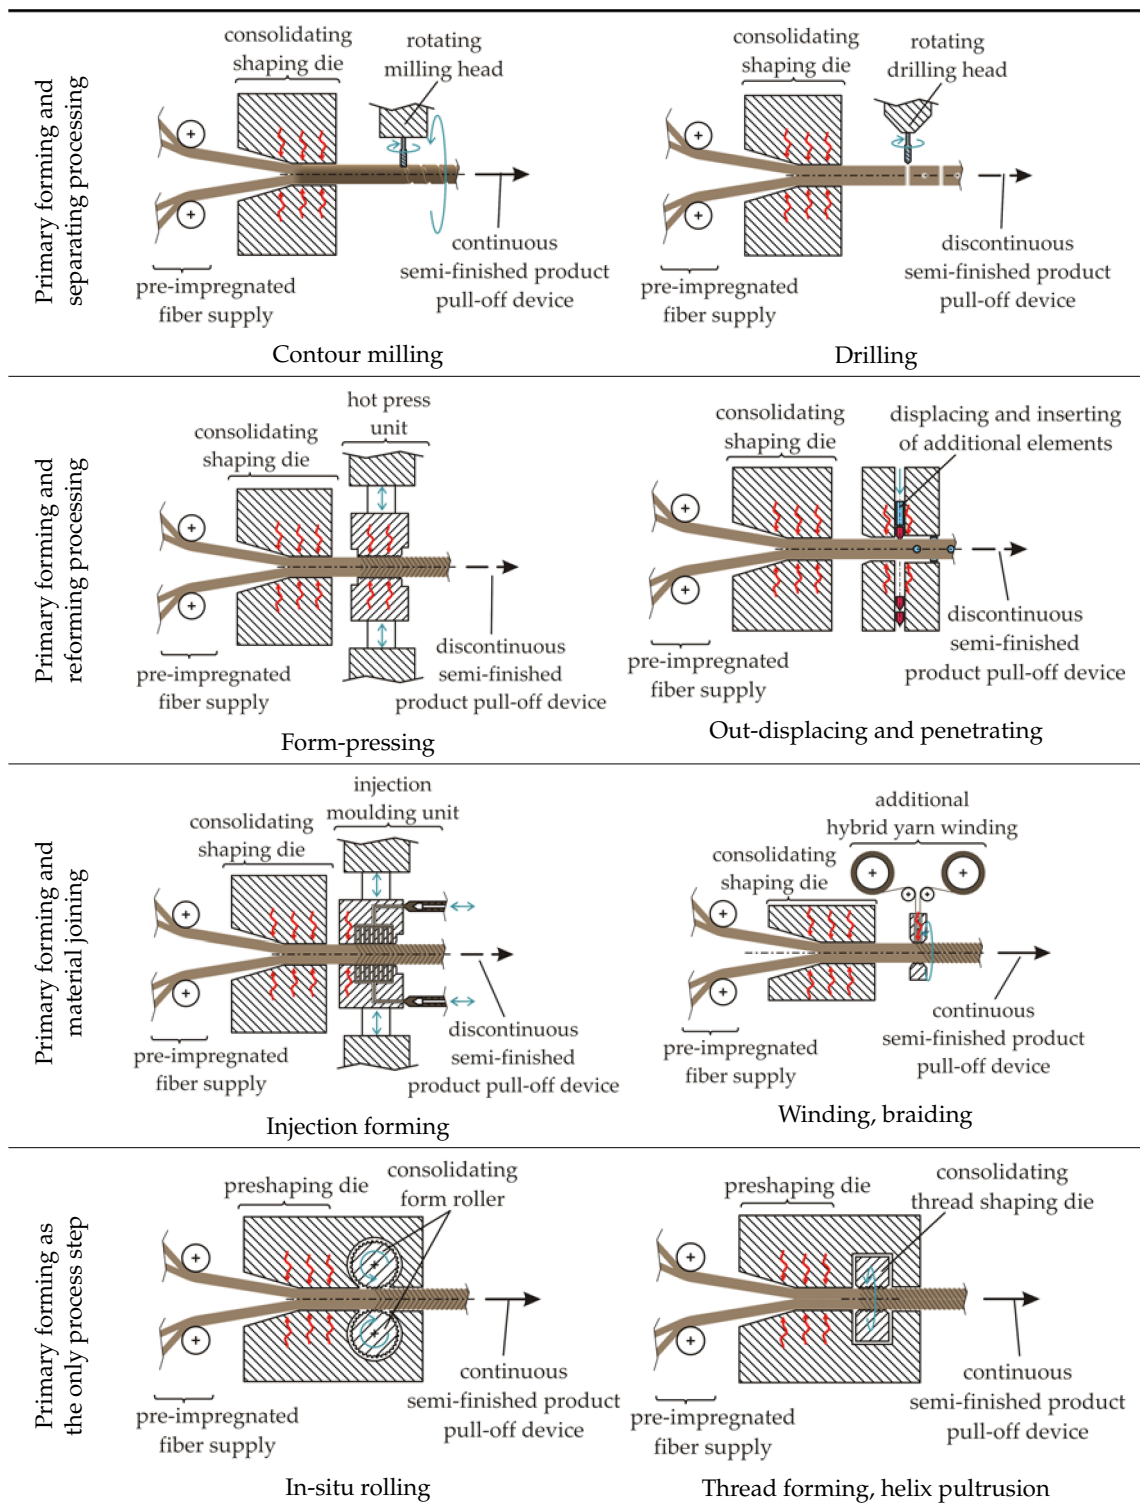 Primary forming and
separating processing
consolidating
shaping die
rotating
milling head
continuous
semi-finished product
pull-off device
pre-impregnated
fiber supply
Contour milling
consolidating
shaping die
rotating
drilling head
discontinuous
semi-finished product
pull-off device
pre-impregnated
fiber supply
Drilling
Primary forming and
reforming processing
hot press
unit
consolidating
shaping die
discontinuous
semi-finished
product pull-off device
pre-impregnated
fiber supply
Form-pressing
consolidating
shaping die
displacing and inserting
of additional elements
discontinuous
semi-finished
product pull-off device
pre-impregnated
fiber supply
Out-displacing and penetrating
Primary forming and
material joining
injection
moulding unit
consolidating
shaping die
discontinuous
semi-finished
product pull-off device
pre-impregnated
fiber supply
Injection forming
additional
hybrid yarn winding
consolidating
shaping die
continuous
semi-finished product
pull-off device
pre-impregnated
fiber supply
Winding, braiding
Primary forming as
the only process step
preshaping die
consolidating
form roller
continuous
semi-finished product
pull-off device
pre-impregnated
fiber supply
In-situ rolling
preshaping die
consolidating
thread shaping die
continuous
semi-finished product
pull-off device
pre-impregnated
fiber supply
Thread forming, helix pultrusion